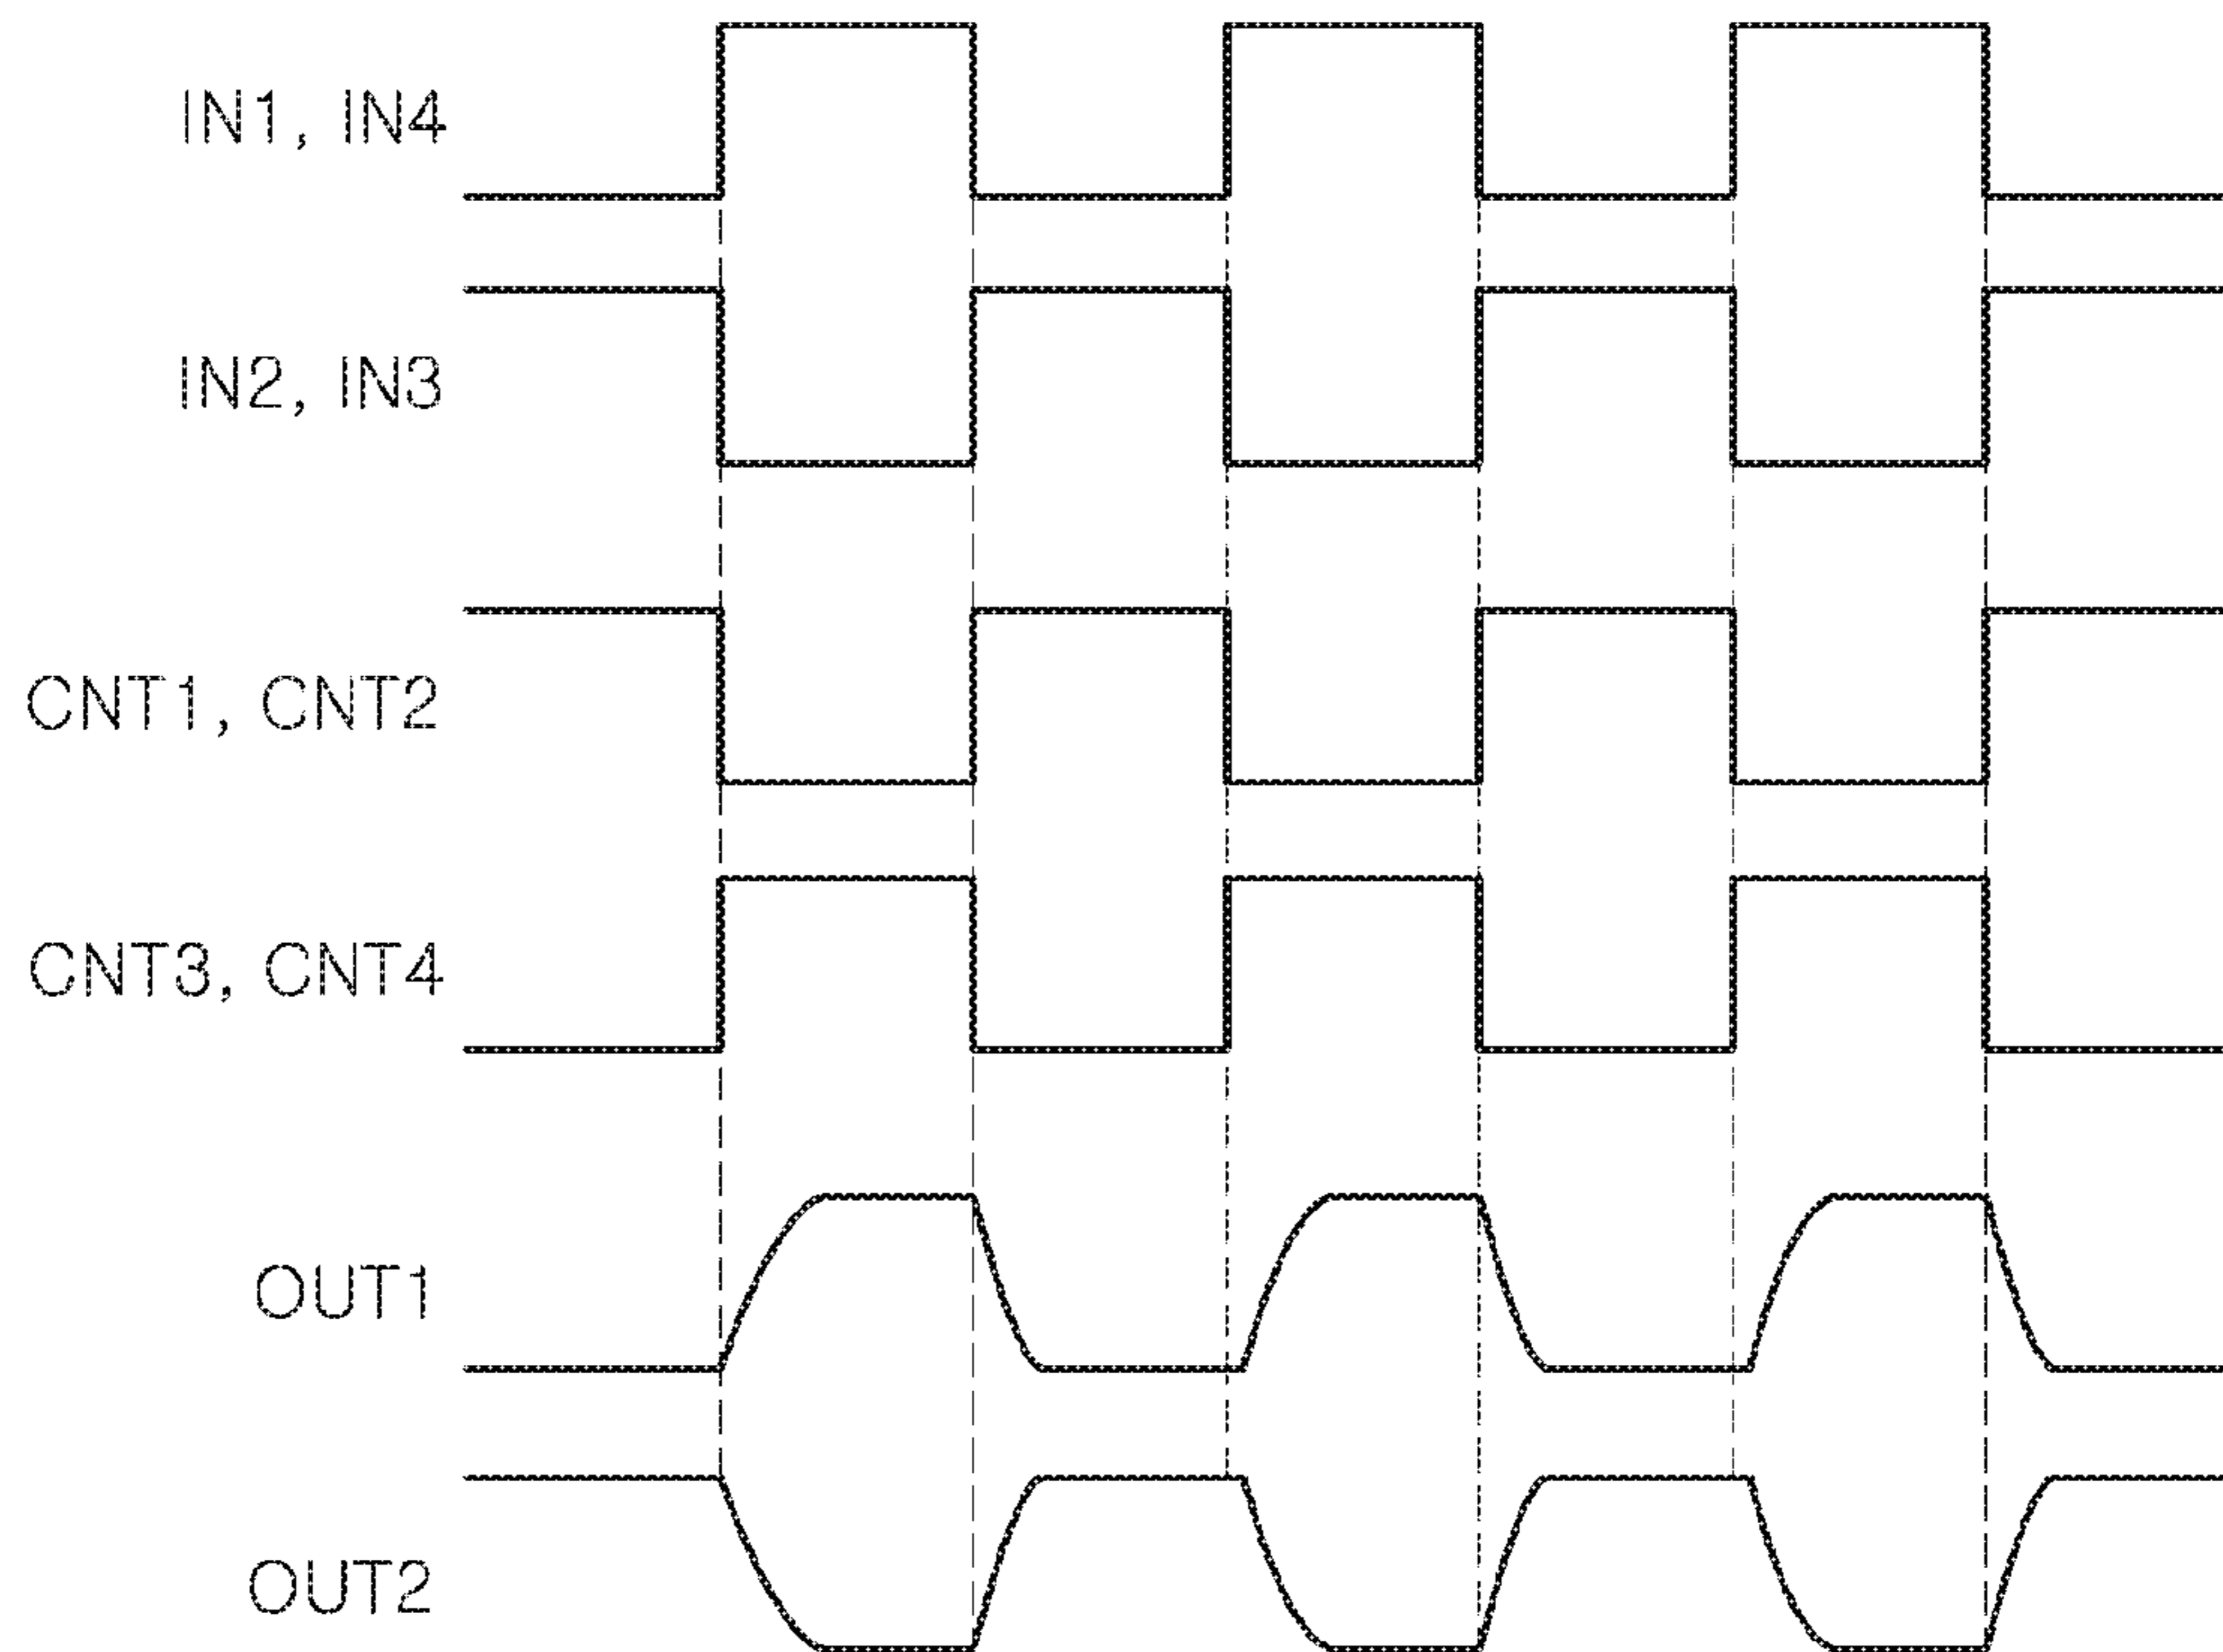 IN1, IN4
IN2, IN3
CNT1, CNT2
CNT3, CNT4
OUT1
OUT2